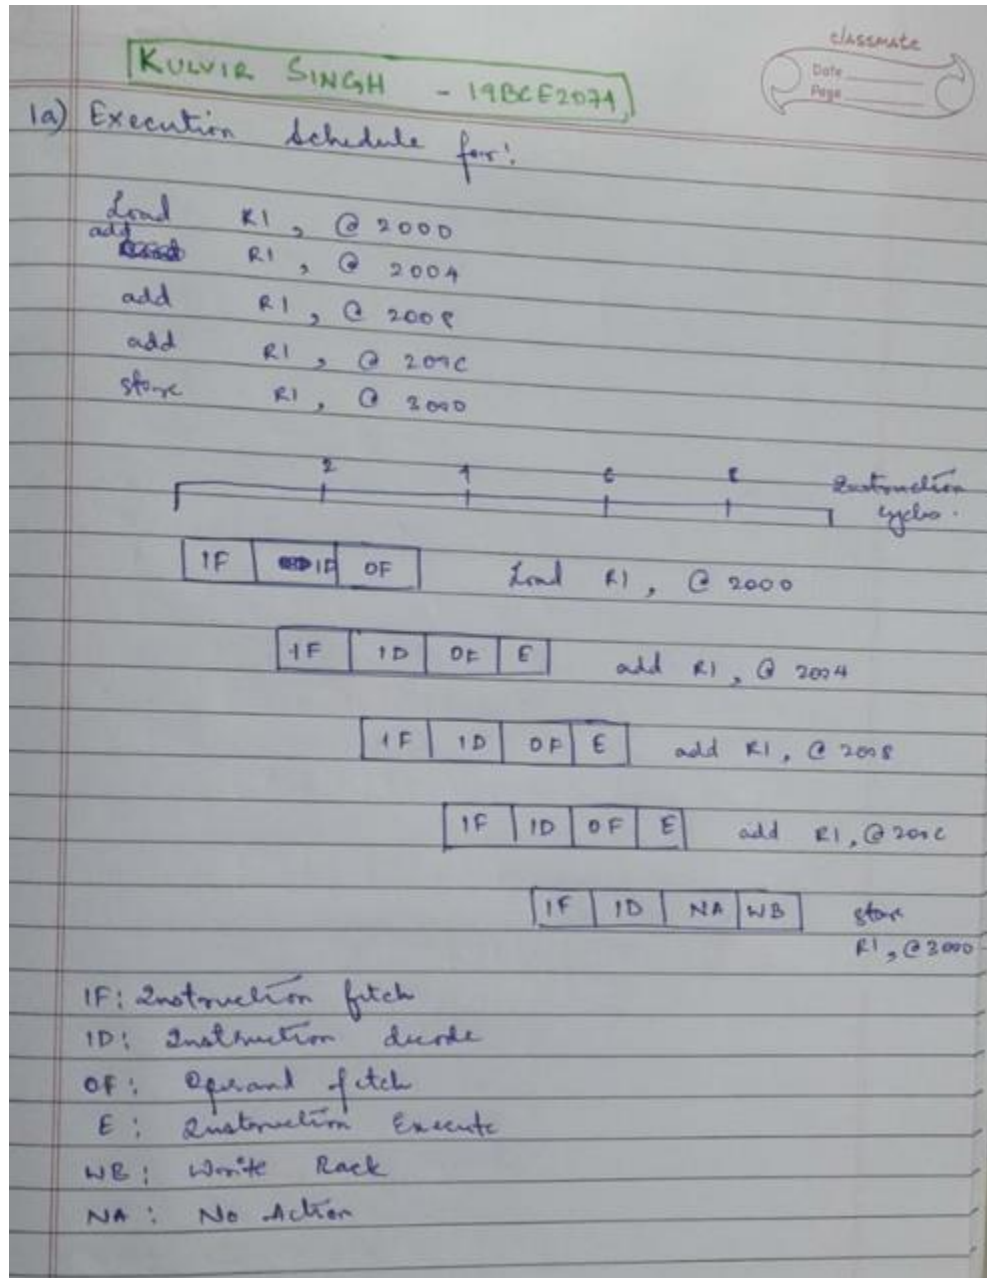 classmate
Date
Page
KULVIR SINGH - 19BCE2074
1a) Execution Schedule for:
Load R1, @ 2000
add R1, @ 2004
add R1, @ 2008
add R1, @ 200C
store R1, @ 3000
2 4 6 8 Instruction
cycles.
IF ID OF Load R1, @ 2000
IF ID OF E add R1, @ 2004
IF ID OF E add R1, @ 2008
IF ID OF E add R1, @ 200C
IF ID NA WB store
R1, @ 3000
IF: Instruction fetch
ID: Instruction decode
OF: Operand fetch
E: Instruction Execute
WB: Write Back
NA: No Action